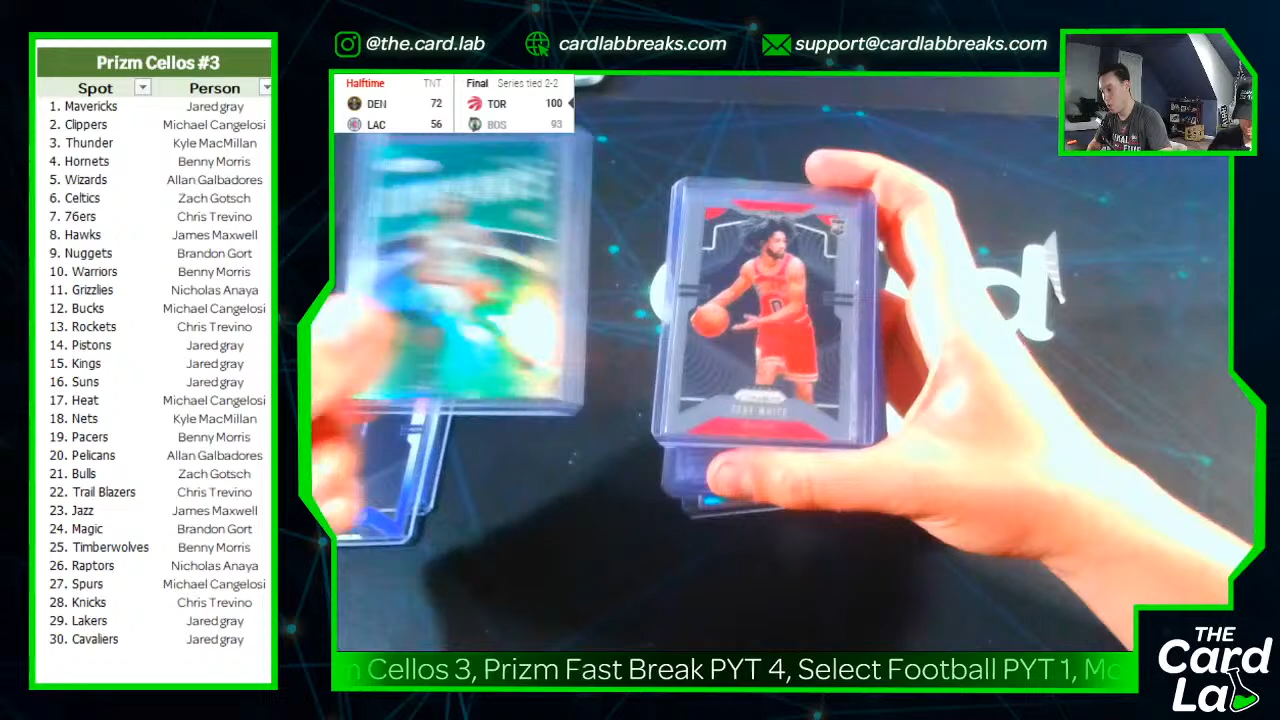 @the.card.lab
cardlabbreaks.com
support@cardlabbreaks.com
Prizm Cellos #3
Spot Person
1. Mavericks Jared gray
2. Clippers Michael Cangelosi
3. Thunder Kyle MacMillan
4. Hornets Benny Morris
5. Wizards Allan Galbadores
6. Celtics Zach Gotsch
7. 76ers Chris Trevino
8. Hawks James Maxwell
9. Nuggets Brandon Gort
10. Warriors Benny Morris
11. Grizzlies Nicholas Anaya
12. Bucks Michael Cangelosi
13. Rockets Chris Trevino
14. Pistons Jared gray
15. Kings Jared gray
16. Suns Jared gray
17. Heat Michael Cangelosi
18. Nets Kyle MacMillan
19. Pacers Benny Morris
20. Pelicans Allan Galbadores
21. Bulls Zach Gotsch
22. Trail Blazers Chris Trevino
23. Jazz James Maxwell
24. Magic Brandon Gort
25. Timberwolves Benny Morris
26. Raptors Nicholas Anaya
27. Spurs Michael Cangelosi
28. Knicks Chris Trevino
29. Lakers Jared gray
30. Cavaliers Jared gray
Halftime TNT
DEN 72
LAC 56
Final Series tied 2-2
TOR 100
BOS 93
COBY WHITE
Cellos 3, Prizm Fast Break PYT 4, Select Football PYT 1,
THE
Card
Lab